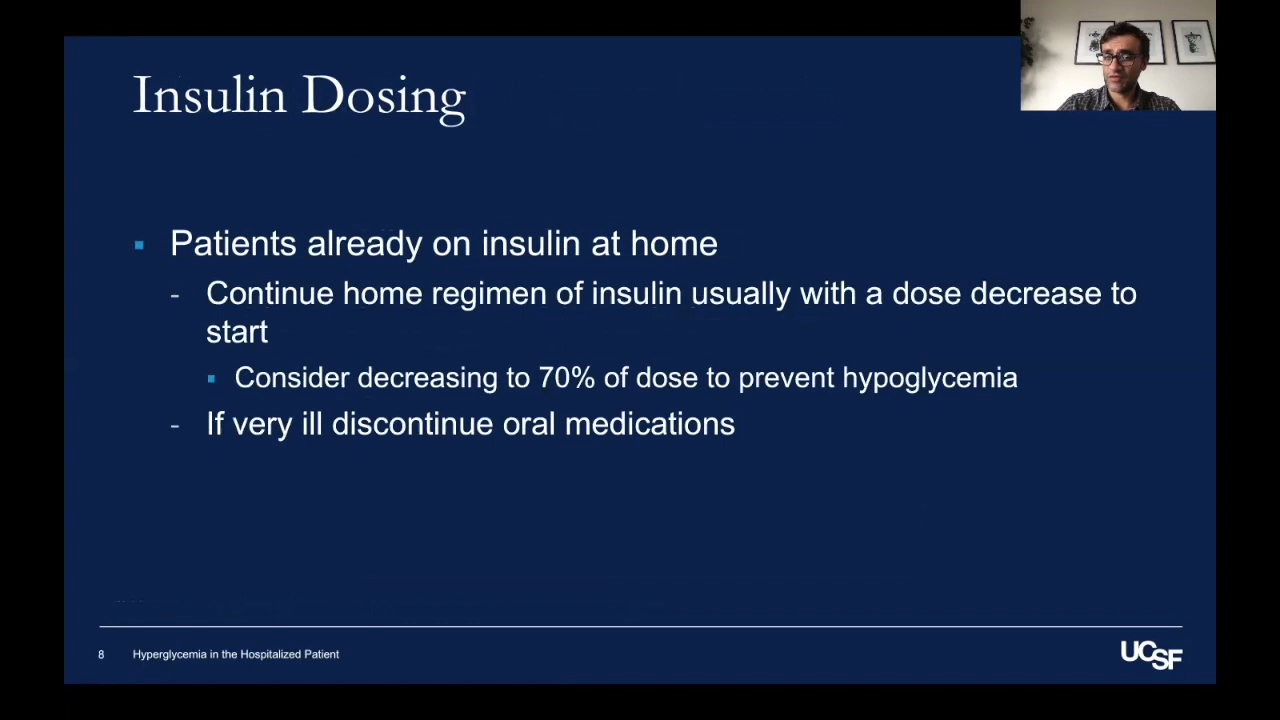 Insulin Dosing
▪ Patients already on insulin at home
- Continue home regimen of insulin usually with a dose decrease to
start
▪ Consider decreasing to 70% of dose to prevent hypoglycemia
- If very ill discontinue oral medications
8 Hyperglycemia in the Hospitalized Patient
UCSF